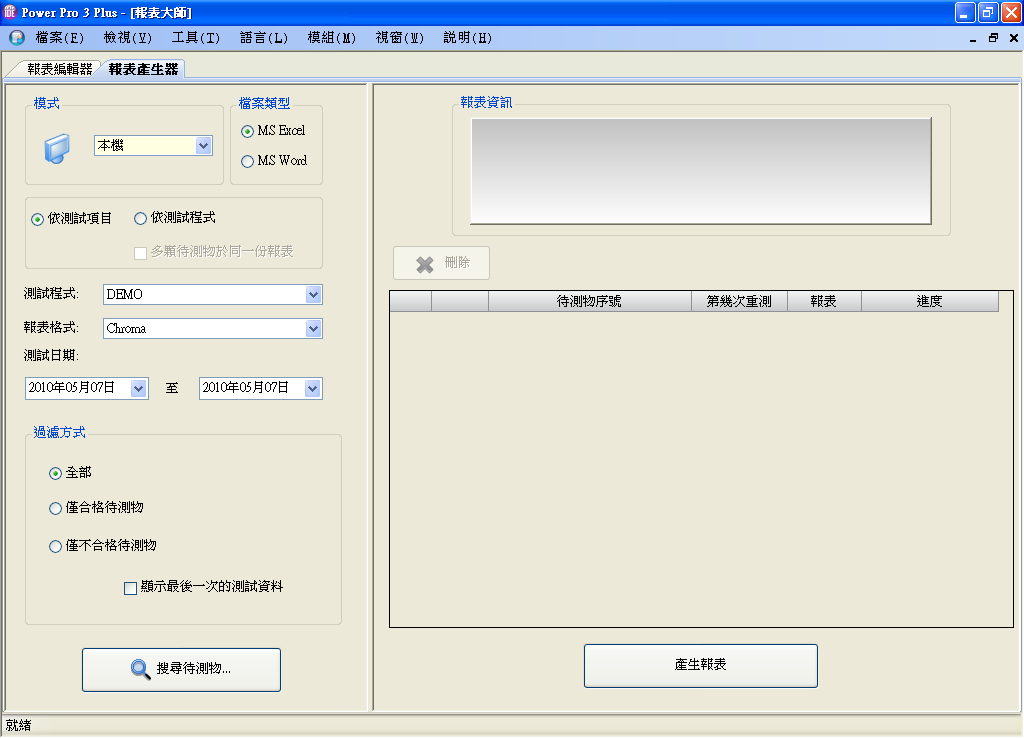 Power Pro 3 Plus - [報表大師]
檔案(F) 檢視(V) 工具(T) 語言(L) 模組(M) 視窗(W) 說明(H)
報表編輯器 報表產生器
模式
本機
檔案類型
MS Excel
MS Word
依測試項目 依測試程式
多顆待測物於同一份報表
測試程式: DEMO
報表格式: Chroma
測試日期:
2010年05月07日 至 2010年05月07日
過濾方式
全部
僅合格待測物
僅不合格待測物
顯示最後一次的測試資料
搜尋待測物...
報表資訊
刪除
待測物序號 第幾次重測 報表 進度
產生報表
就緒